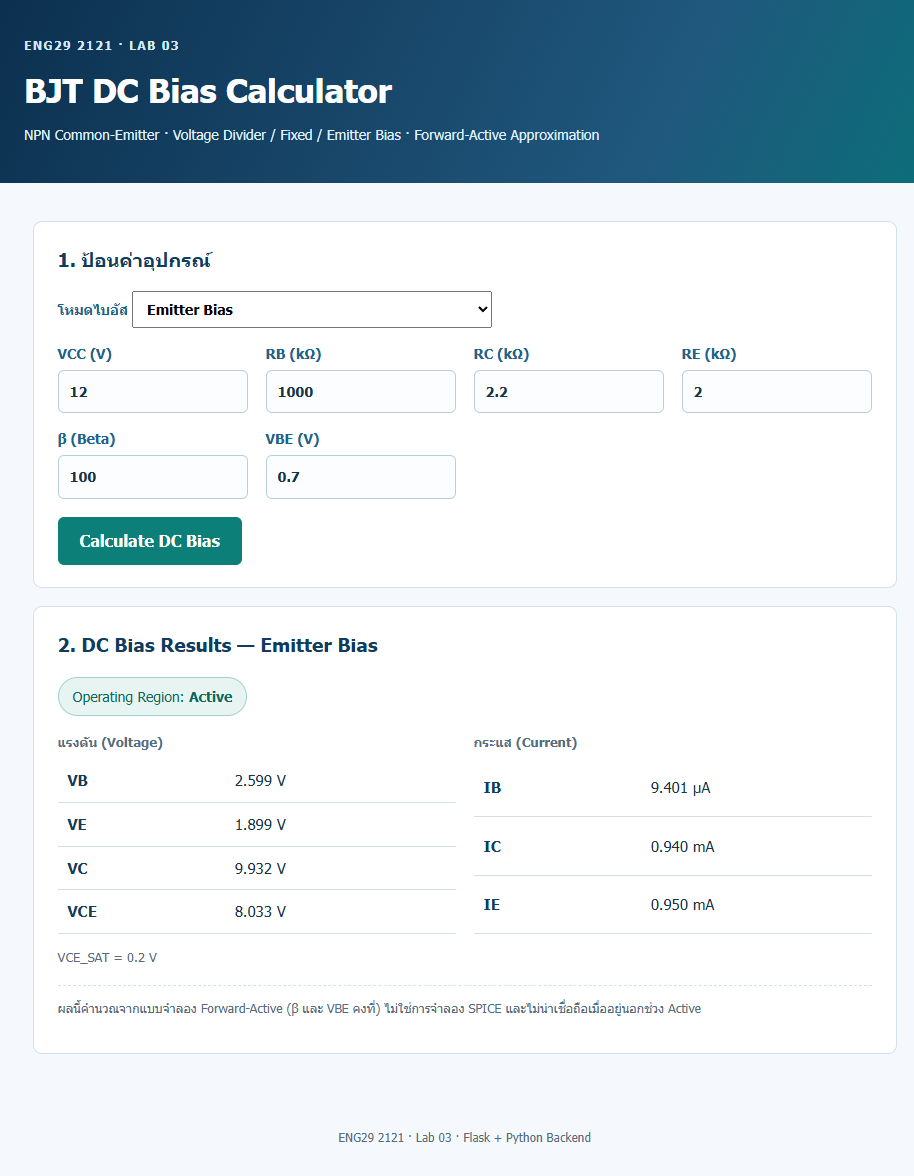 ENG29 2121 · LAB 03
BJT DC Bias Calculator
NPN Common-Emitter · Voltage Divider / Fixed / Emitter Bias · Forward-Active Approximation
1. ป้อนค่าอุปกรณ์
โหมดไบอัส Emitter Bias
VCC (V) RB (kΩ) RC (kΩ) RE (kΩ)
12 1000 2.2 2
β (Beta) VBE (V)
100 0.7
Calculate DC Bias
2. DC Bias Results — Emitter Bias
Operating Region: Active
แรงดัน (Voltage)
VB 2.599 V
VE 1.899 V
VC 9.932 V
VCE 8.033 V
กระแส (Current)
IB 9.401 µA
IC 0.940 mA
IE 0.950 mA
VCE_SAT = 0.2 V
ผลนี้คำนวณจากแบบจำลอง Forward-Active (β และ VBE คงที่) ไม่ใช่การจำลอง SPICE และไม่น่าเชื่อถือเมื่ออยู่นอกช่วง Active
ENG29 2121 · Lab 03 · Flask + Python Backend